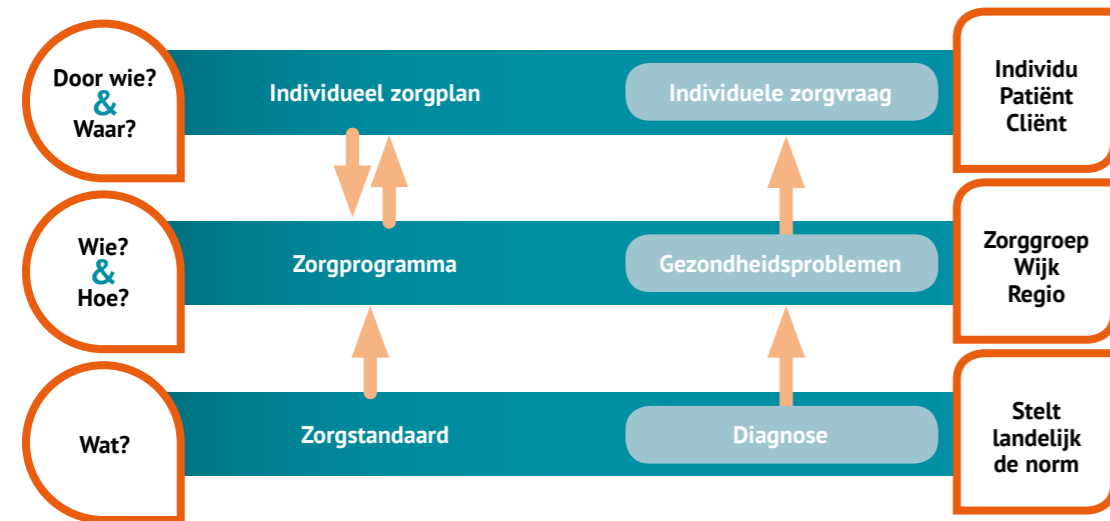 Door wie?
&
Waar?
Individueel zorgplan
Individuele zorgvraag
Individu
Patiënt
Cliënt
Wie?
&
Hoe?
Zorgprogramma
Gezondheidsproblemen
Zorggroep
Wijk
Regio
Wat?
Zorgstandaard
Diagnose
Stelt
landelijk
de norm